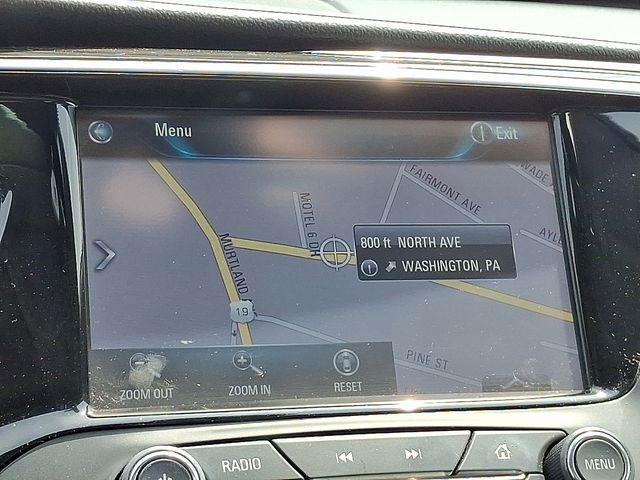 Menu
Exit
WADE A
FAIRMONT AVE
MOTEL 6 DR
MURTLAND
800 ft NORTH AVE
WASHINGTON, PA
AYLE
19
PINE ST
ZOOM OUT
ZOOM IN
RESET
RADIO
MENU